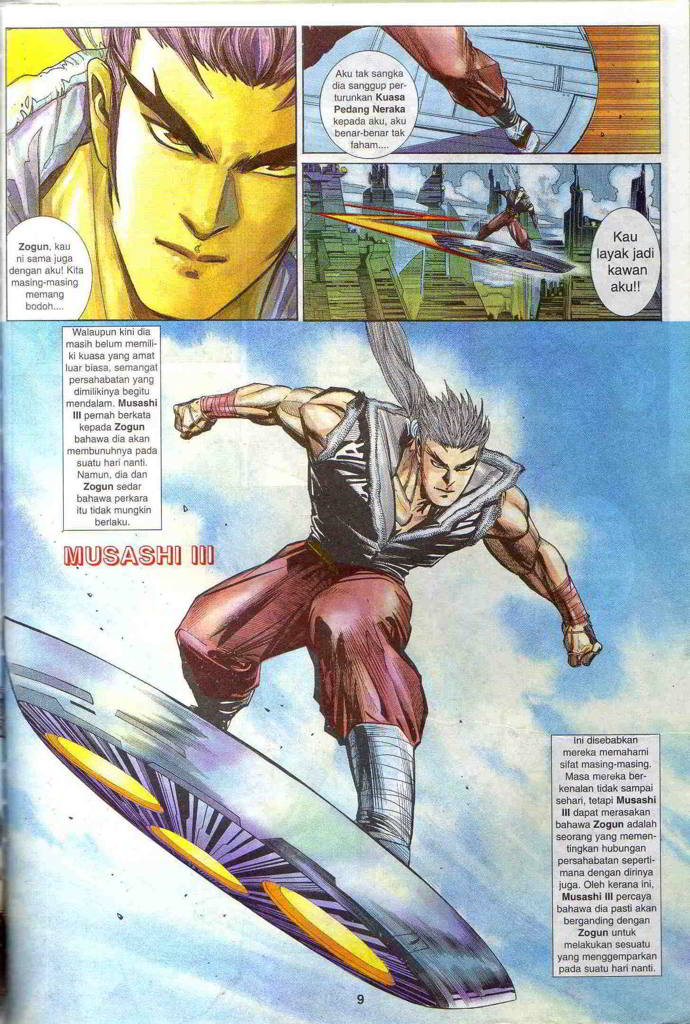 Zogun, kau
ni sama juga
dengan aku! Kita
masing-masing
memang
bodoh....
Aku tak sangka
dia sanggup per-
turunkan Kuasa
Pedang Neraka
kepada aku, aku
benar-benar tak
faham....
Kau
layak jadi
kawan
aku!!
Walaupun kini dia
masih belum memili-
ki kuasa yang amat
luar biasa, semangat
persahabatan yang
dimilikinya begitu
mendalam. Musashi
III pernah berkata
kepada Zogun
bahawa dia akan
membunuhnya pada
suatu hari nanti.
Namun, dia dan
Zogun sedar
bahawa perkara
itu tidak mungkin
berlaku.
MUSASHI III
Ini disebabkan
mereka memahami
sifat masing-masing.
Masa mereka ber-
kenalan tidak sampai
sehari, tetapi Musashi
III dapat merasakan
bahawa Zogun adalah
seorang yang memen-
tingkan hubungan
persahabatan seperti-
mana dengan dirinya
juga. Oleh kerana ini,
Musashi III percaya
bahawa dia pasti akan
berganding dengan
Zogun untuk
melakukan sesuatu
yang menggemparkan
pada suatu hari nanti.
9